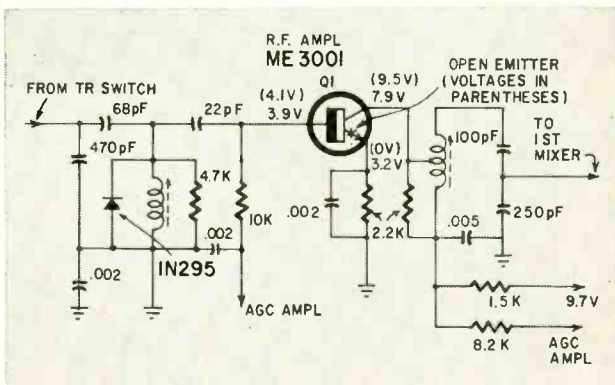 R.F. AMPL
ME 3001
Q1
OPEN EMITTER
(VOLTAGES IN
PARENTHESES)
FROM TR SWITCH
68pF
22pF
(4.1V)
3.9V
(9.5V)
7.9V
100pF
TO
1ST
MIXER
470pF
(0V)
3.2V
4.7K
10K
.002
2.2K
.005
250pF
.002
.002
IN295
AGC AMPL
1.5K
9.7V
8.2K
AGC
AMPL